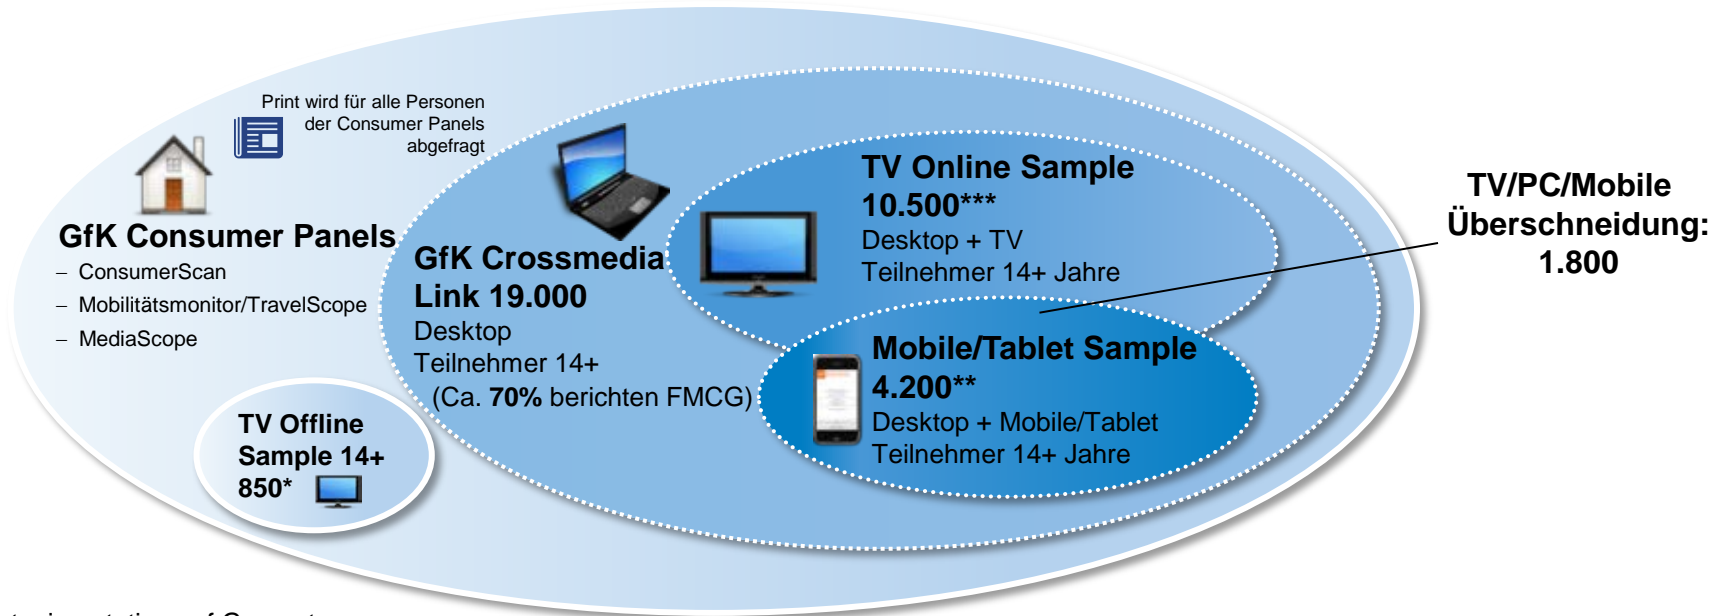 Print wird für alle Personen
der Consumer Panels
abgefragt
GfK Consumer Panels
– ConsumerScan
– Mobilitätsmonitor/TravelScope
– MediaScope
TV Offline
Sample 14+
850*
GfK Crossmedia
Link 19.000
Desktop
Teilnehmer 14+
(Ca. 70% berichten FMCG)
TV Online Sample
10.500***
Desktop + TV
Teilnehmer 14+ Jahre
Mobile/Tablet Sample
4.200**
Desktop + Mobile/Tablet
Teilnehmer 14+ Jahre
TV/PC/Mobile
Überschneidung:
1.800